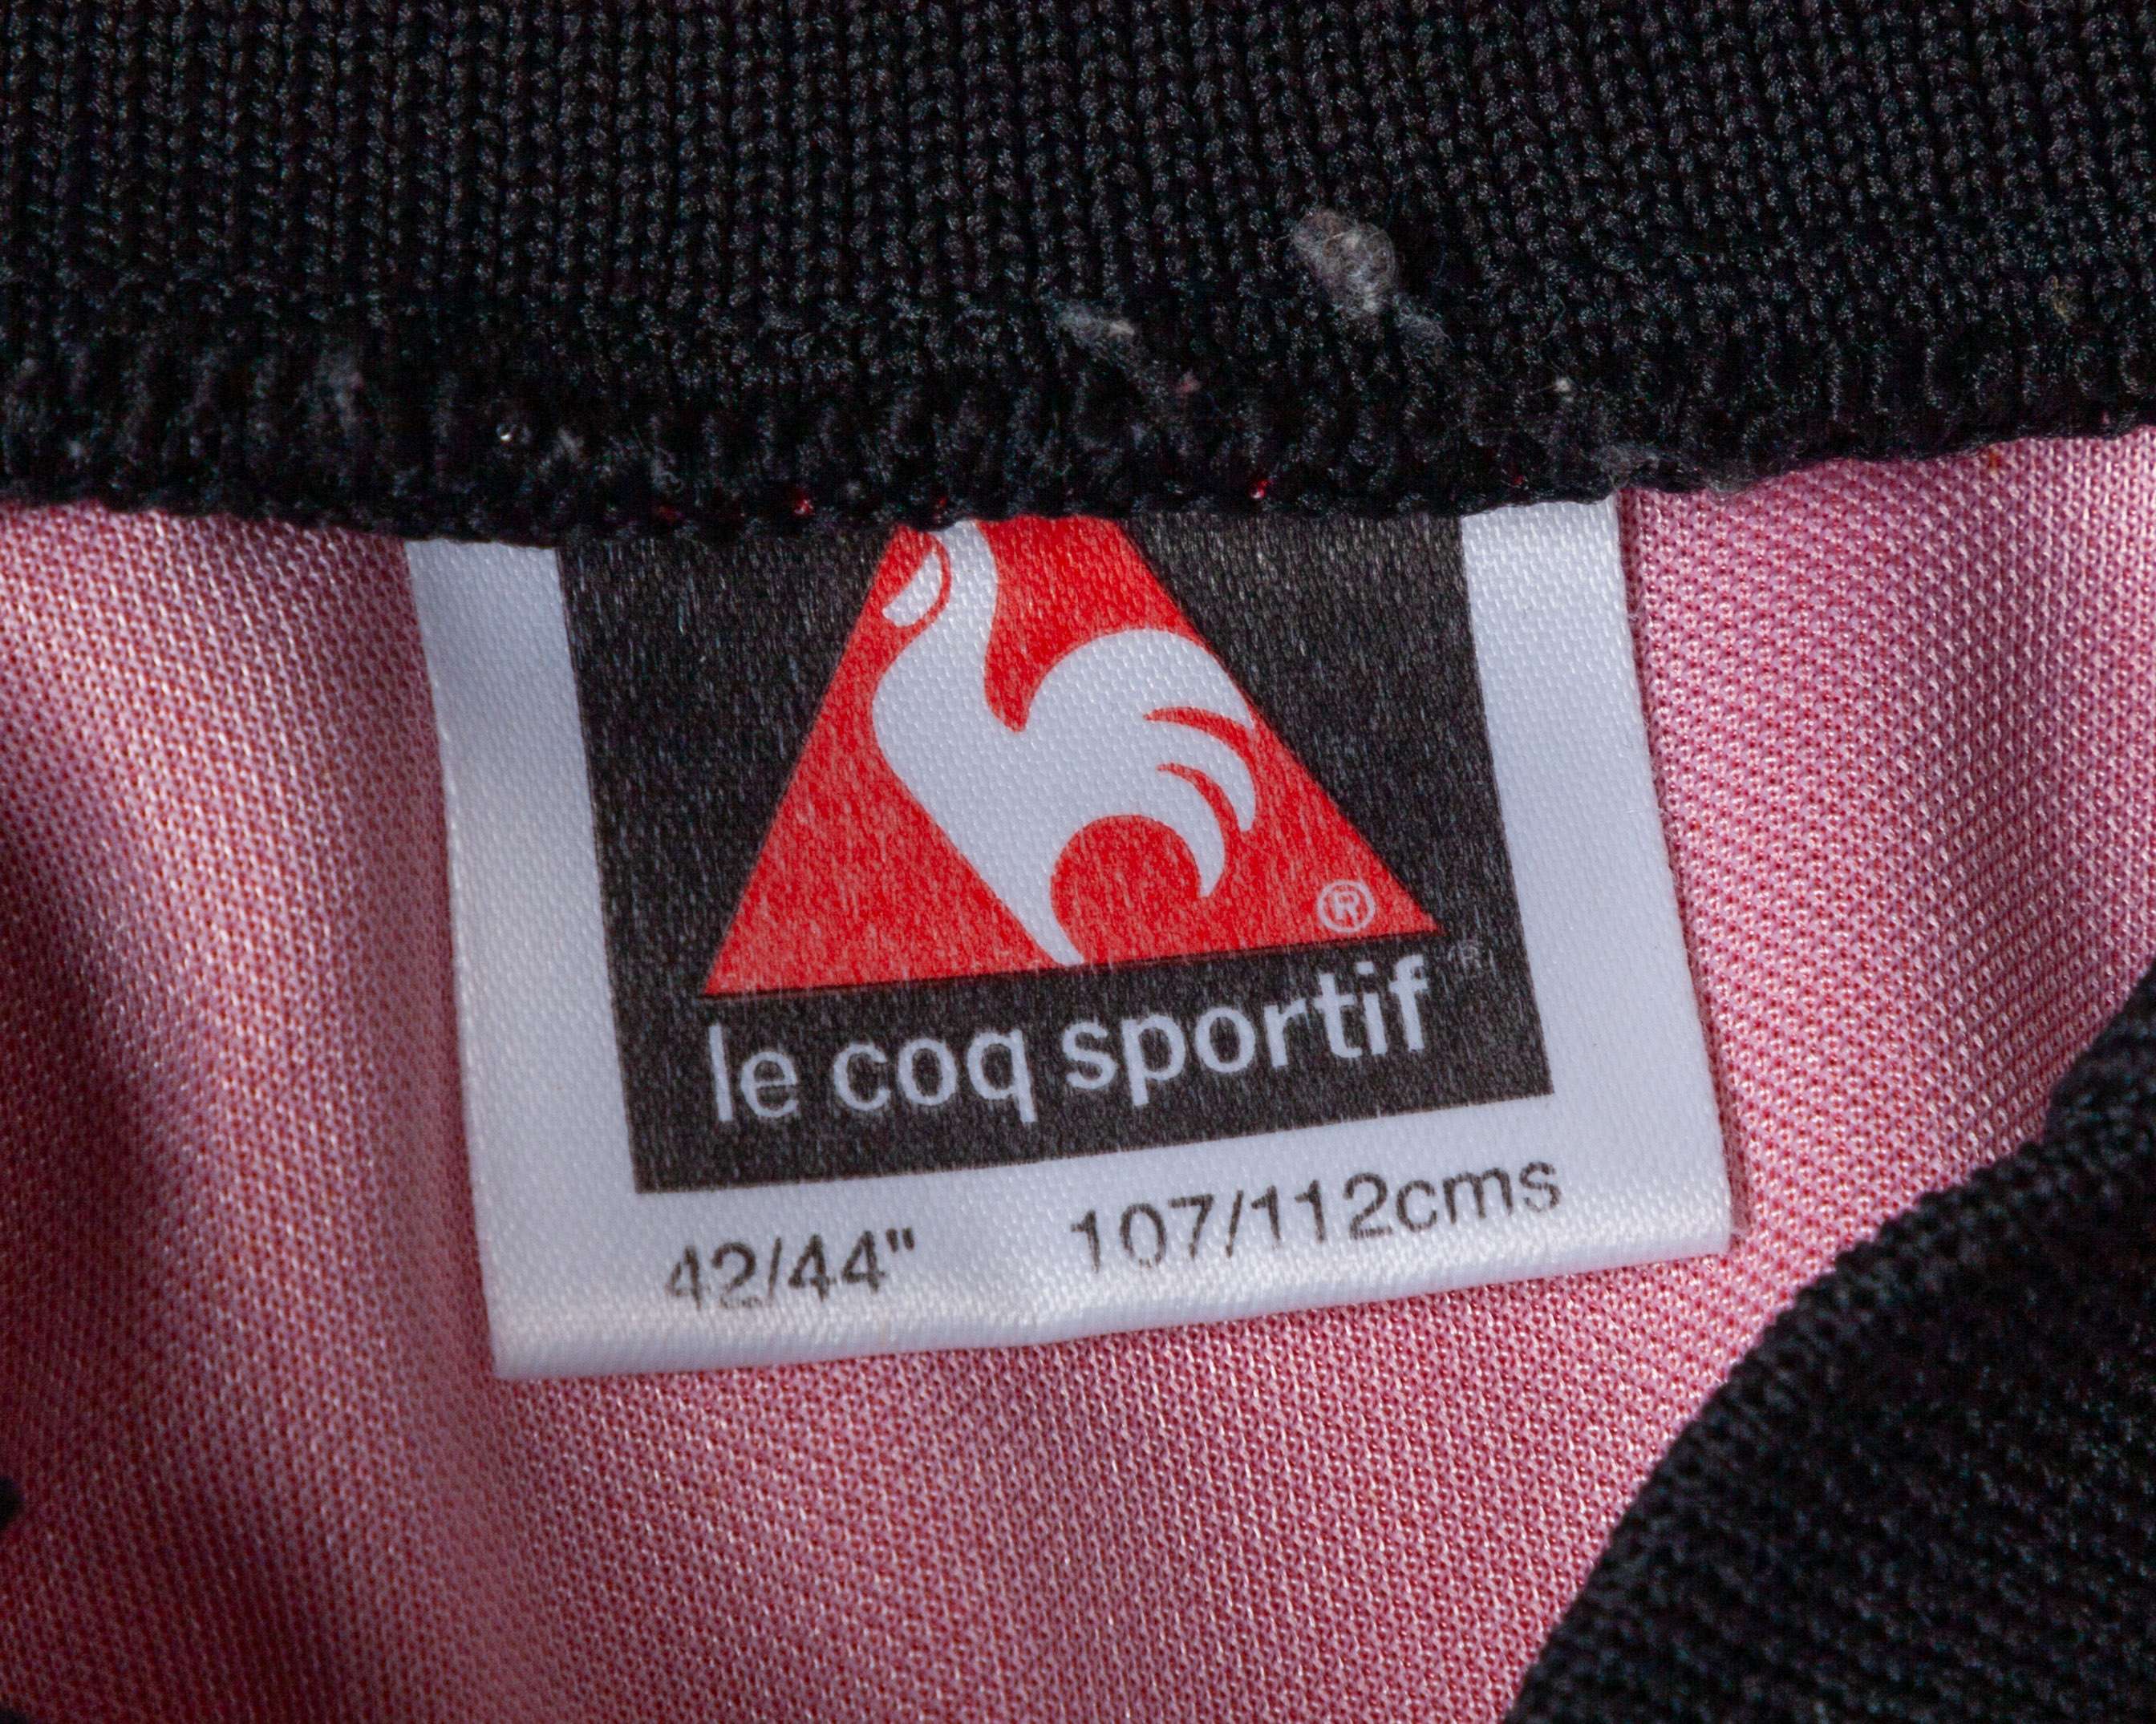 ®
le coq sportif ®
42/44" 107/112cms